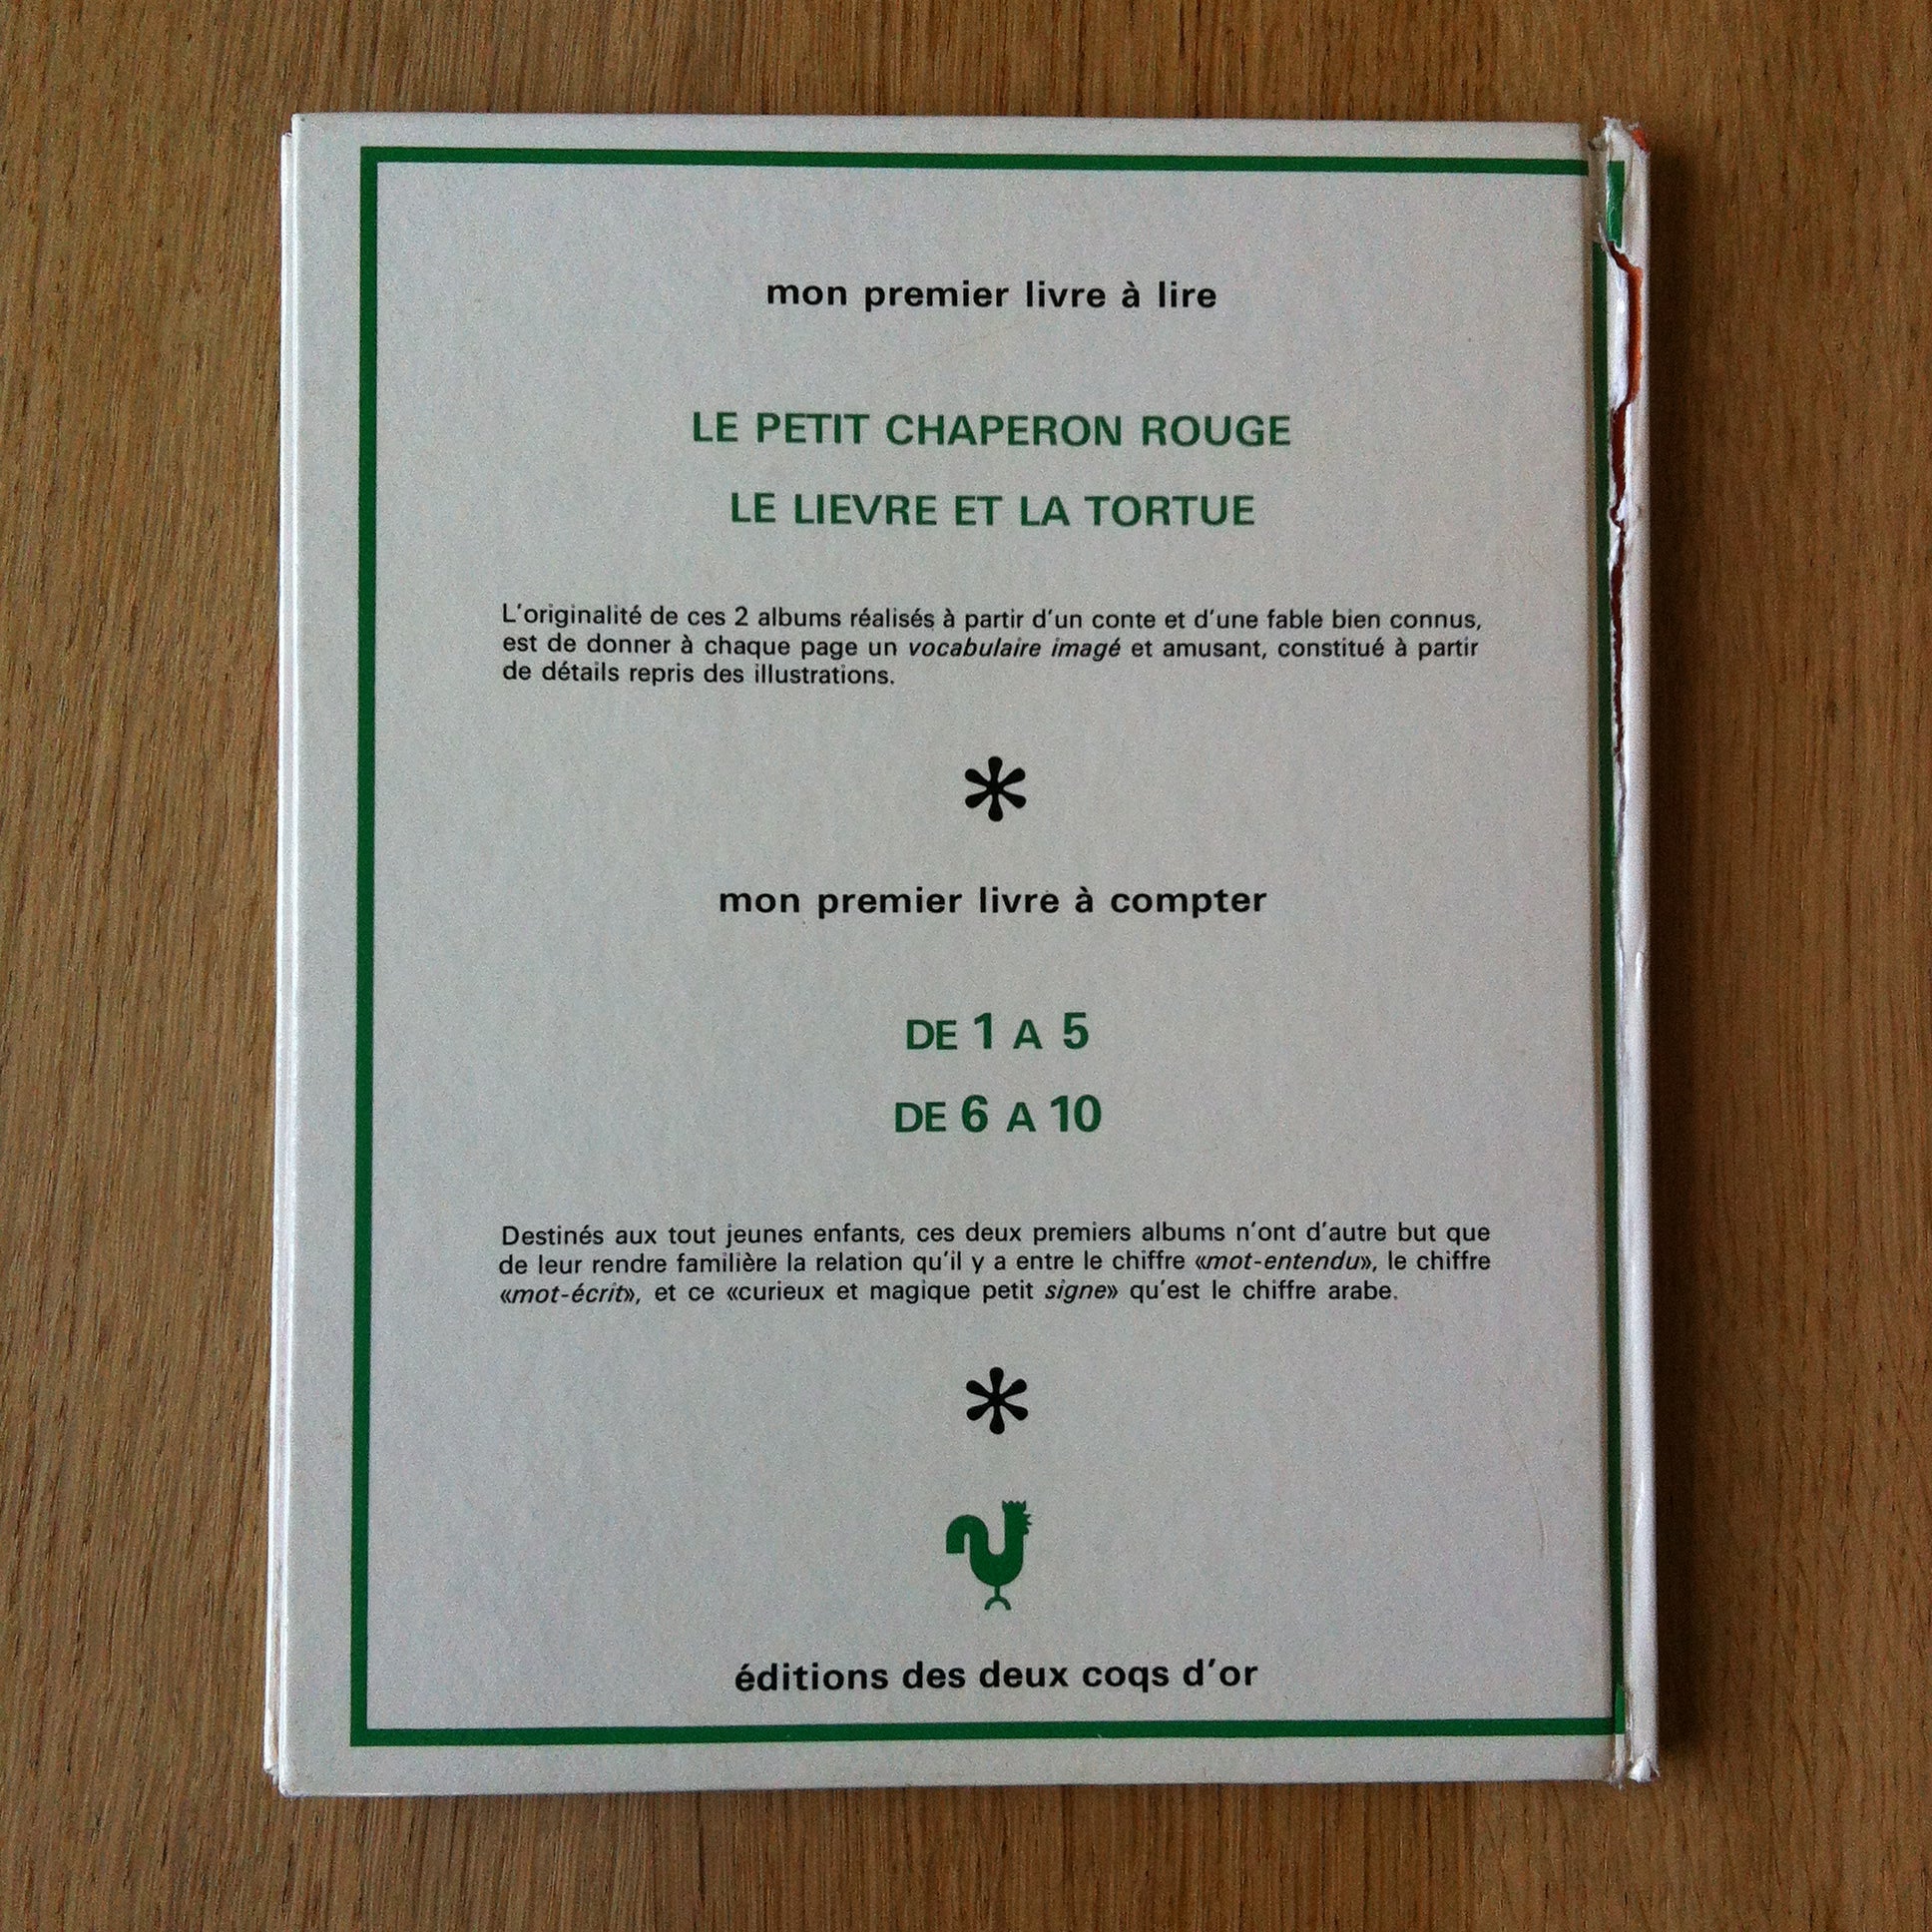 mon premier livre à lire
LE PETIT CHAPERON ROUGE
LE LIEVRE ET LA TORTUE
L'originalité de ces 2 albums réalisés à partir d'un conte et d'une fable bien connus,
est de donner à chaque page un vocabulaire imagé et amusant, constitué à partir
de détails repris des illustrations.
*
mon premier livre à compter
DE 1 A 5
DE 6 A 10
Destinés aux tout jeunes enfants, ces deux premiers albums n'ont d'autre but que
de leur rendre familière la relation qu'il y a entre le chiffre «mot-entendu», le chiffre
«mot-écrit», et ce «curieux et magique petit signe» qu'est le chiffre arabe.
*
éditions des deux coqs d'or